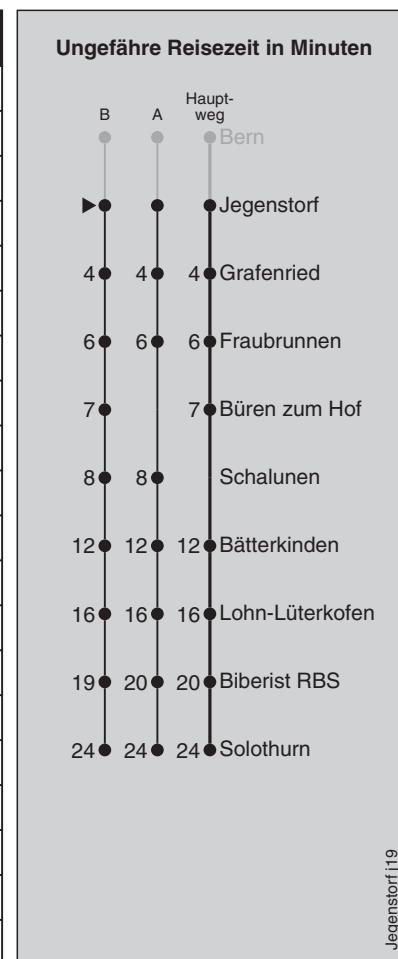 Ungefähre Reisezeit in Minuten
B A Haupt-
weg
Bern
Jegenstorf
4 4 4 Grafenried
6 6 6 Fraubrunnen
7 7 Büren zum Hof
8 8 Schalunen
12 12 12 Bätterkinden
16 16 16 Lohn-Lüterkofen
19 20 20 Biberist RBS
24 24 24 Solothurn
Jegenstorf j19